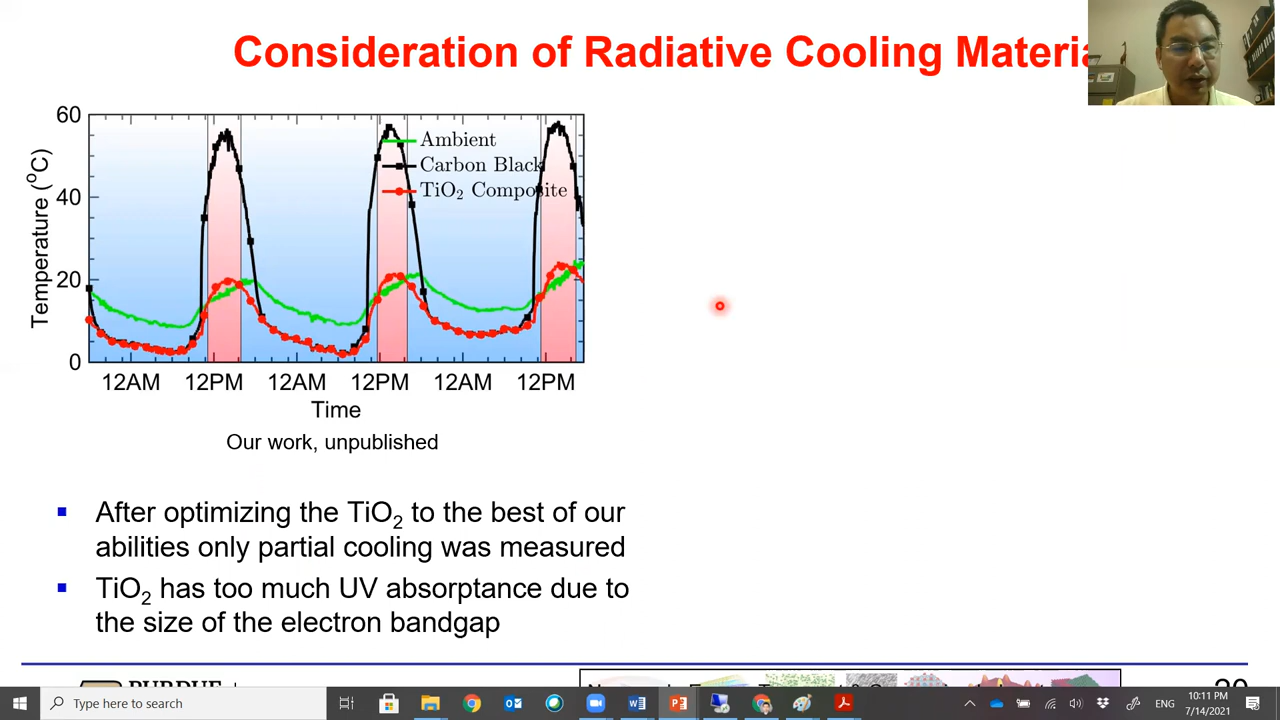 Consideration of Radiative Cooling Materia
60
40
20
0
Temperature (°C)
Ambient
Carbon Black
TiO2 Composite
12AM 12PM 12AM 12PM 12AM 12PM
Time
Our work, unpublished
▪ After optimizing the TiO2 to the best of our
abilities only partial cooling was measured
▪ TiO2 has too much UV absorptance due to
the size of the electron bandgap
PURDUE
Type here to search
ENG
10:11 PM
7/14/2021